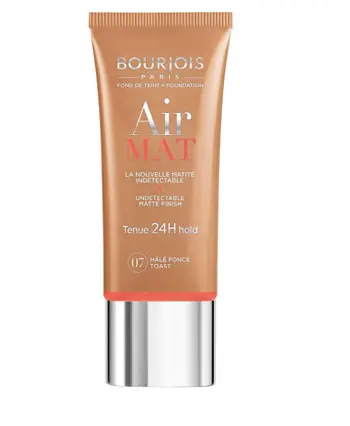 BOURJOIS
PARIS
FOND DE TEINT • FOUNDATION
Air
MAT
LA NOUVELLE MATITÉ
INDÉTECTABLE
UNDETECTABLE
MATTE FINISH
Tenue 24H hold
07 HÂLÉ FONCÉ
TOAST